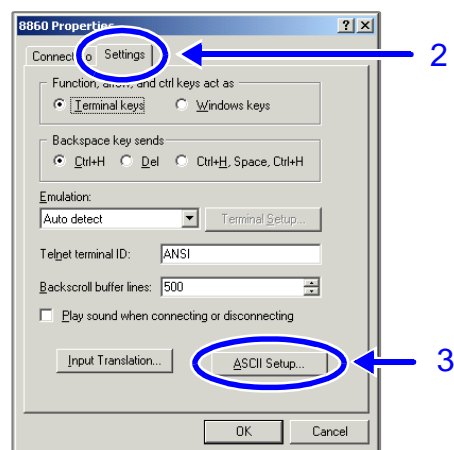 8860 Properties
Connect To Settings 2
Function, arrow, and ctrl keys act as
Terminal keys Windows keys
Backspace key sends
Ctrl+H Del Ctrl+H, Space, Ctrl+H
Emulation:
Auto detect Terminal Setup...
Telnet terminal ID: ANSI
Backscroll buffer lines: 500
Play sound when connecting or disconnecting
Input Translation... ASCII Setup... 3
OK Cancel